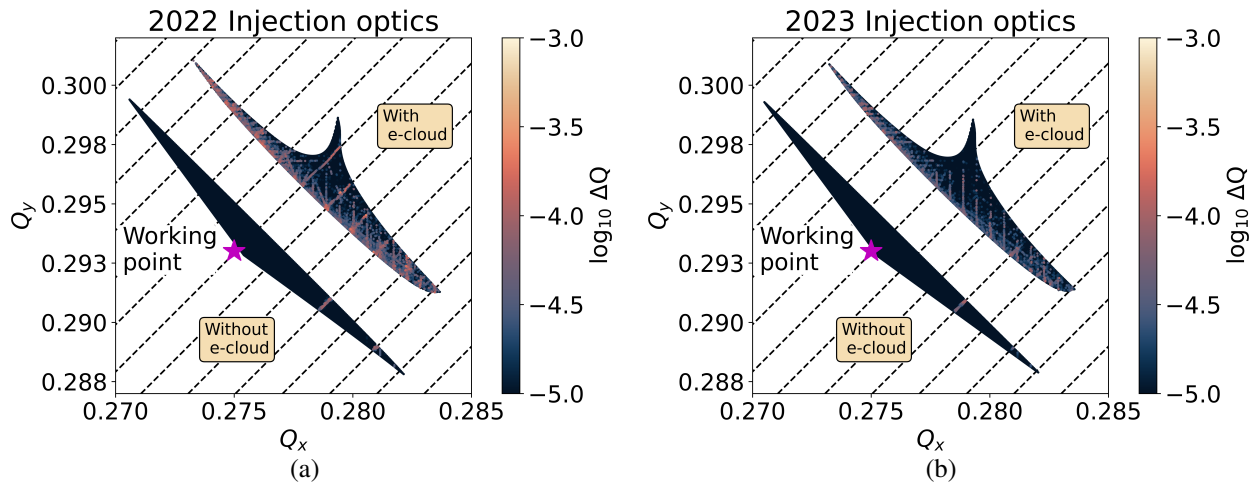 2022 Injection optics
0.300
0.298
0.295
0.293
0.290
0.288
Q_y
With
e-cloud
Working
point
Without
e-cloud
0.270 0.275 0.280 0.285
Q_x
−3.0
−3.5
−4.0
−4.5
−5.0
log₁₀ ΔQ
(a)
2023 Injection optics
0.300
0.298
0.295
0.293
0.290
0.288
Q_y
With
e-cloud
Working
point
Without
e-cloud
0.270 0.275 0.280 0.285
Q_x
−3.0
−3.5
−4.0
−4.5
−5.0
log₁₀ ΔQ
(b)